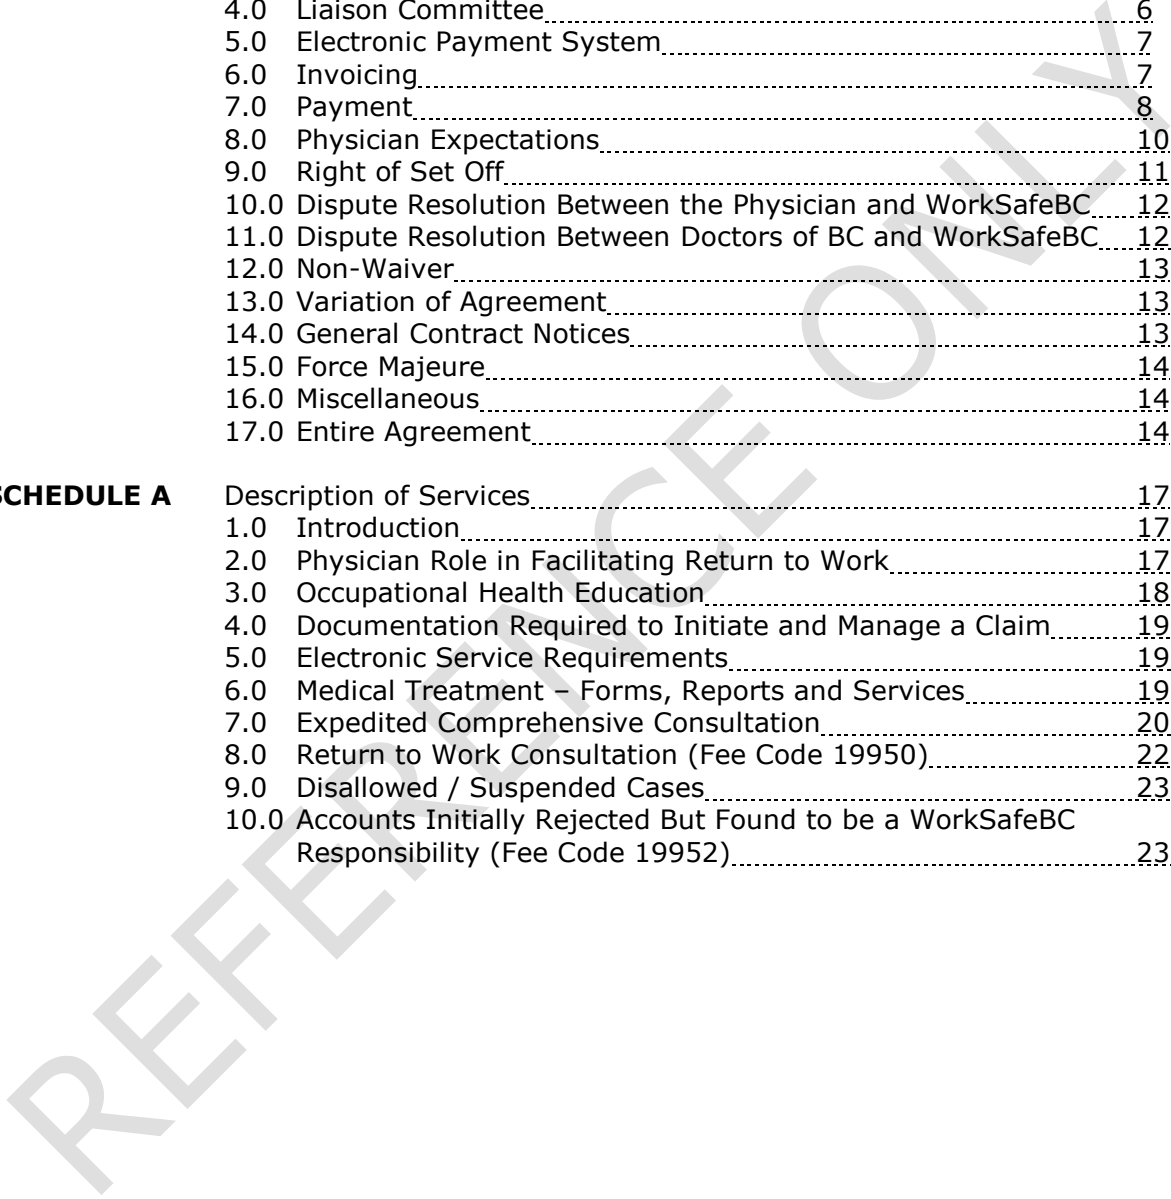 4.0 Liaison Committee 6
5.0 Electronic Payment System 7
6.0 Invoicing 7
7.0 Payment 8
8.0 Physician Expectations 10
9.0 Right of Set Off 11
10.0 Dispute Resolution Between the Physician and WorkSafeBC 12
11.0 Dispute Resolution Between Doctors of BC and WorkSafeBC 12
12.0 Non-Waiver 13
13.0 Variation of Agreement 13
14.0 General Contract Notices 13
15.0 Force Majeure 14
16.0 Miscellaneous 14
17.0 Entire Agreement 14
SCHEDULE A Description of Services 17
1.0 Introduction 17
2.0 Physician Role in Facilitating Return to Work 17
3.0 Occupational Health Education 18
4.0 Documentation Required to Initiate and Manage a Claim 19
5.0 Electronic Service Requirements 19
6.0 Medical Treatment – Forms, Reports and Services 19
7.0 Expedited Comprehensive Consultation 20
8.0 Return to Work Consultation (Fee Code 19950) 22
9.0 Disallowed / Suspended Cases 23
10.0 Accounts Initially Rejected But Found to be a WorkSafeBC
Responsibility (Fee Code 19952) 23
REFERENCE ONLY